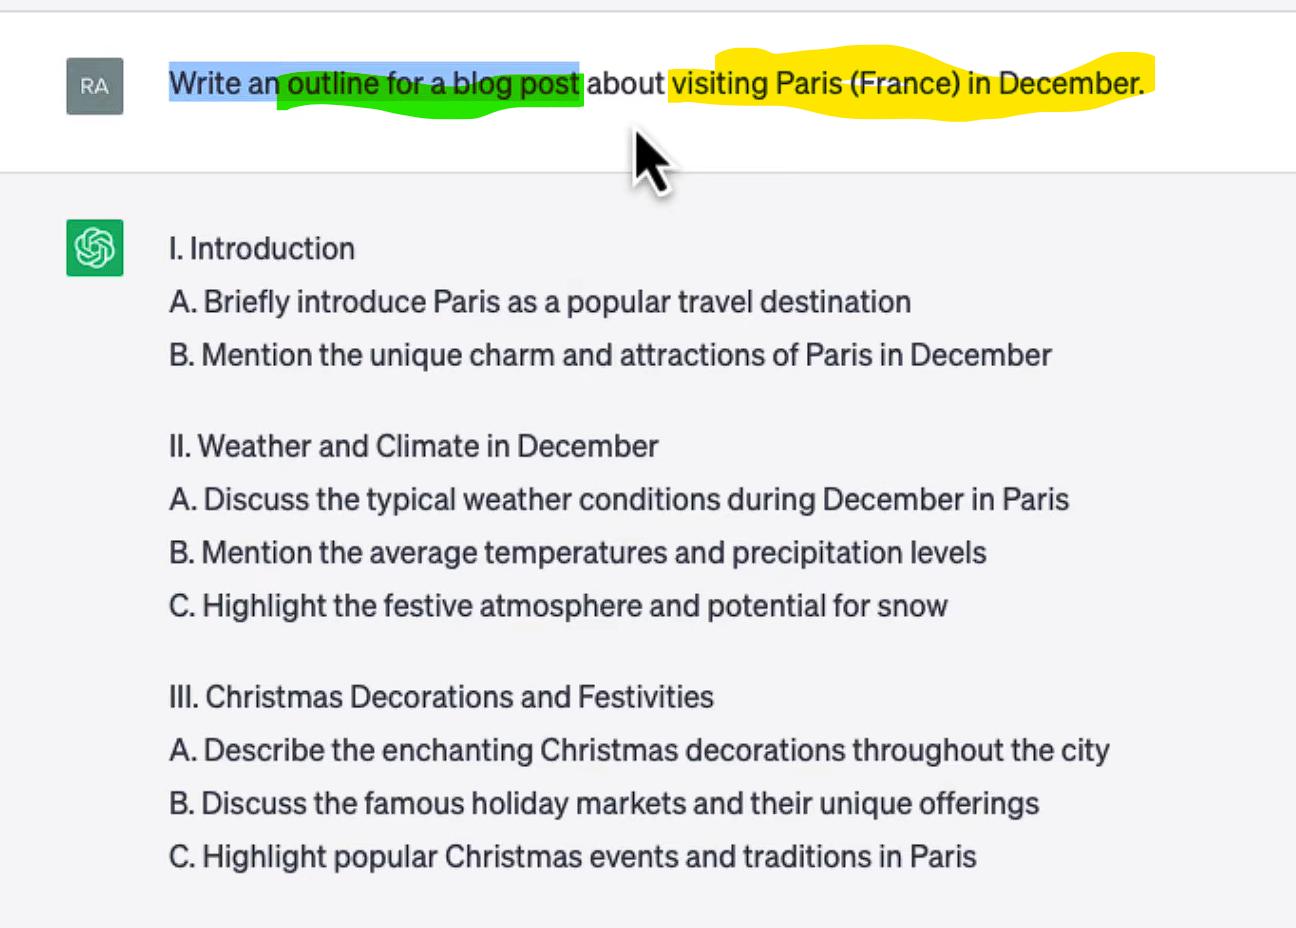 RA
Write an outline for a blog post about visiting Paris (France) in December.
I. Introduction
A. Briefly introduce Paris as a popular travel destination
B. Mention the unique charm and attractions of Paris in December
II. Weather and Climate in December
A. Discuss the typical weather conditions during December in Paris
B. Mention the average temperatures and precipitation levels
C. Highlight the festive atmosphere and potential for snow
III. Christmas Decorations and Festivities
A. Describe the enchanting Christmas decorations throughout the city
B. Discuss the famous holiday markets and their unique offerings
C. Highlight popular Christmas events and traditions in Paris